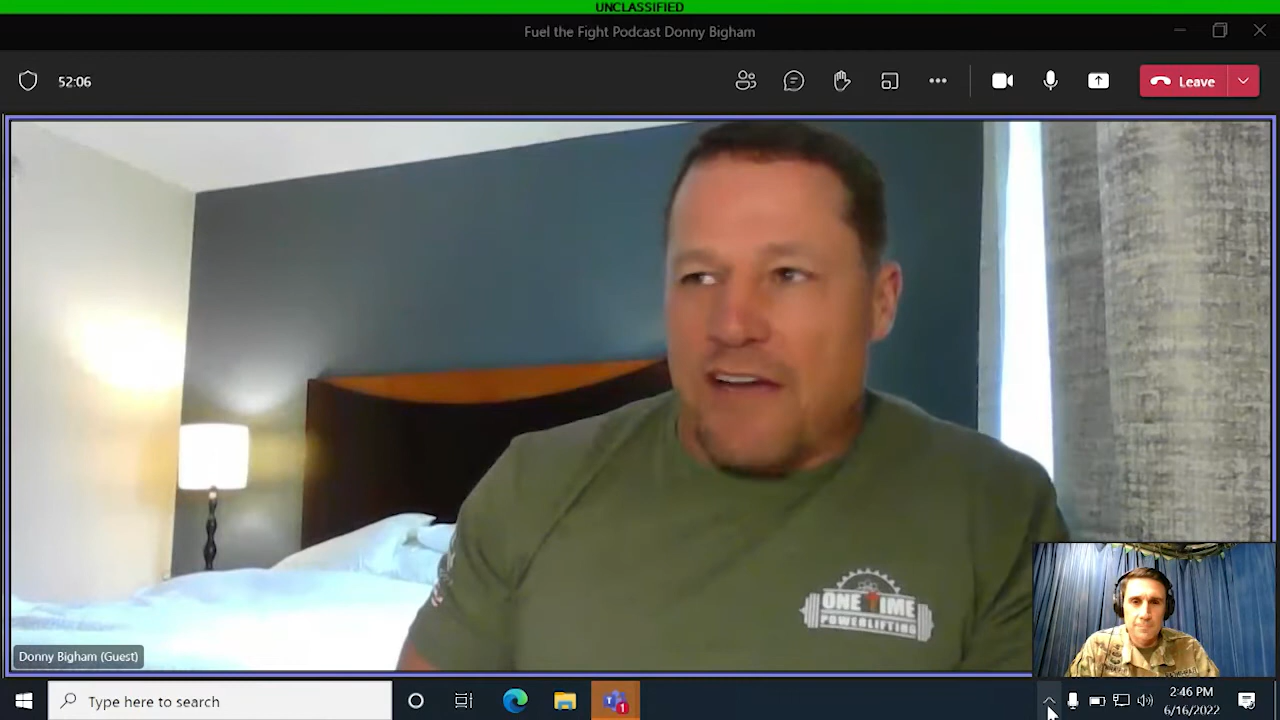 UNCLASSIFIED
Fuel the Fight Podcast Donny Bigham
52:06
Leave
ONE TIME
POWERLIFTING
Donny Bigham (Guest)
Type here to search
1
2:46 PM
6/16/2022